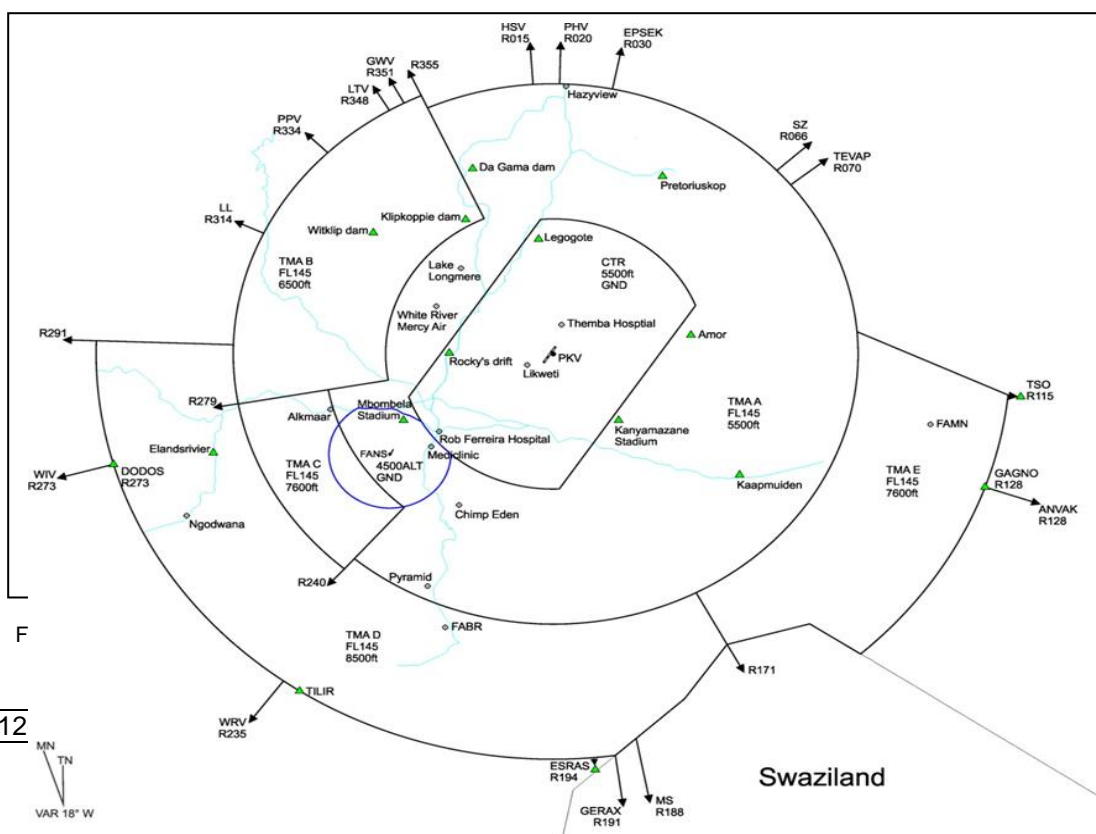 HSV
R015
PHV
R020
EPSEK
R030
GWV
R351
R355
LTV
R348
PPV
R334
SZ
R066
TEVAP
R070
Hazyview
Da Gama dam
Pretoriuskop
LL
R314
Klipkoppie dam
Witklip dam
Legogote
TMA B
FL145
6500ft
Lake
Longmere
CTR
5500ft
GND
White River
Mercy Air
Themba Hosptial
Amor
R291
Rocky's drift
PKV
Likweti
R279
Alkmaar
Mbombela
Stadium
TMA A
FL145
5500ft
TSO
R115
Kanyamazane
Stadium
FAMN
Rob Ferreira Hospital
Mediclinic
Elandsrivier
FANS
4500ALT
GND
TMA C
FL145
7600ft
WIV
R273
DODOS
R273
Kaapmuiden
TMA E
FL145
7600ft
GAGNO
R128
ANVAK
R128
Ngodwana
Chimp Eden
R240
Pyramid
FABR
TMA D
FL145
8500ft
F
R171
TILIR
WRV
R235
12
MN
TN
VAR 18° W
ESRAS
R194
GERAX
R191
MS
R188
Swaziland